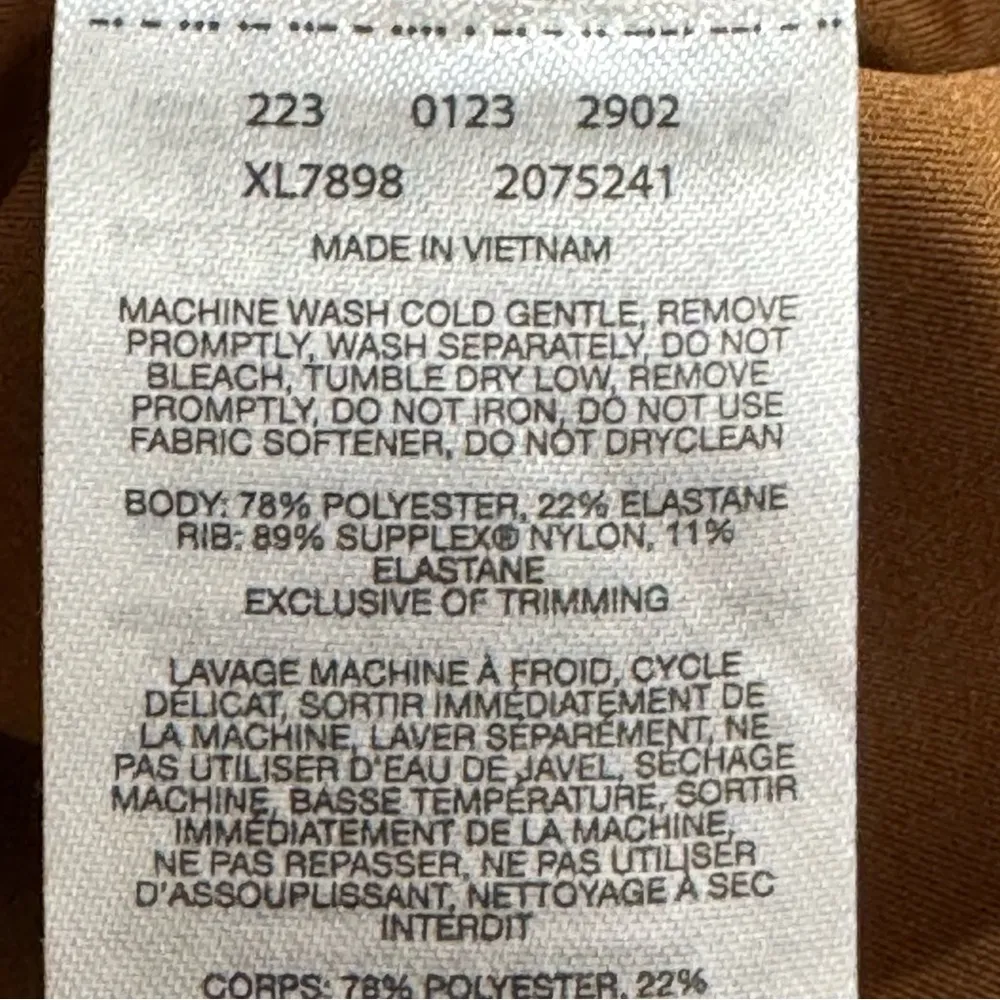 223 0123 2902
XL7898 2075241
MADE IN VIETNAM
MACHINE WASH COLD GENTLE, REMOVE
PROMPTLY, WASH SEPARATELY, DO NOT
BLEACH, TUMBLE DRY LOW, REMOVE
PROMPTLY, DO NOT IRON, DO NOT USE
FABRIC SOFTENER, DO NOT DRYCLEAN
BODY: 78% POLYESTER, 22% ELASTANE
RIB: 89% SUPPLEX® NYLON, 11%
ELASTANE
EXCLUSIVE OF TRIMMING
LAVAGE MACHINE À FROID, CYCLE
DÉLICAT, SORTIR IMMÉDIATEMENT DE
LA MACHINE, LAVER SÉPARÉMENT, NE
PAS UTILISER D'EAU DE JAVEL, SÉCHAGE
MACHINE, BASSE TEMPÉRATURE, SORTIR
IMMÉDIATEMENT DE LA MACHINE,
NE PAS REPASSER, NE PAS UTILISER
D'ASSOUPLISSANT, NETTOYAGE À SEC
INTERDIT
CORPS: 78% POLYESTER, 22%